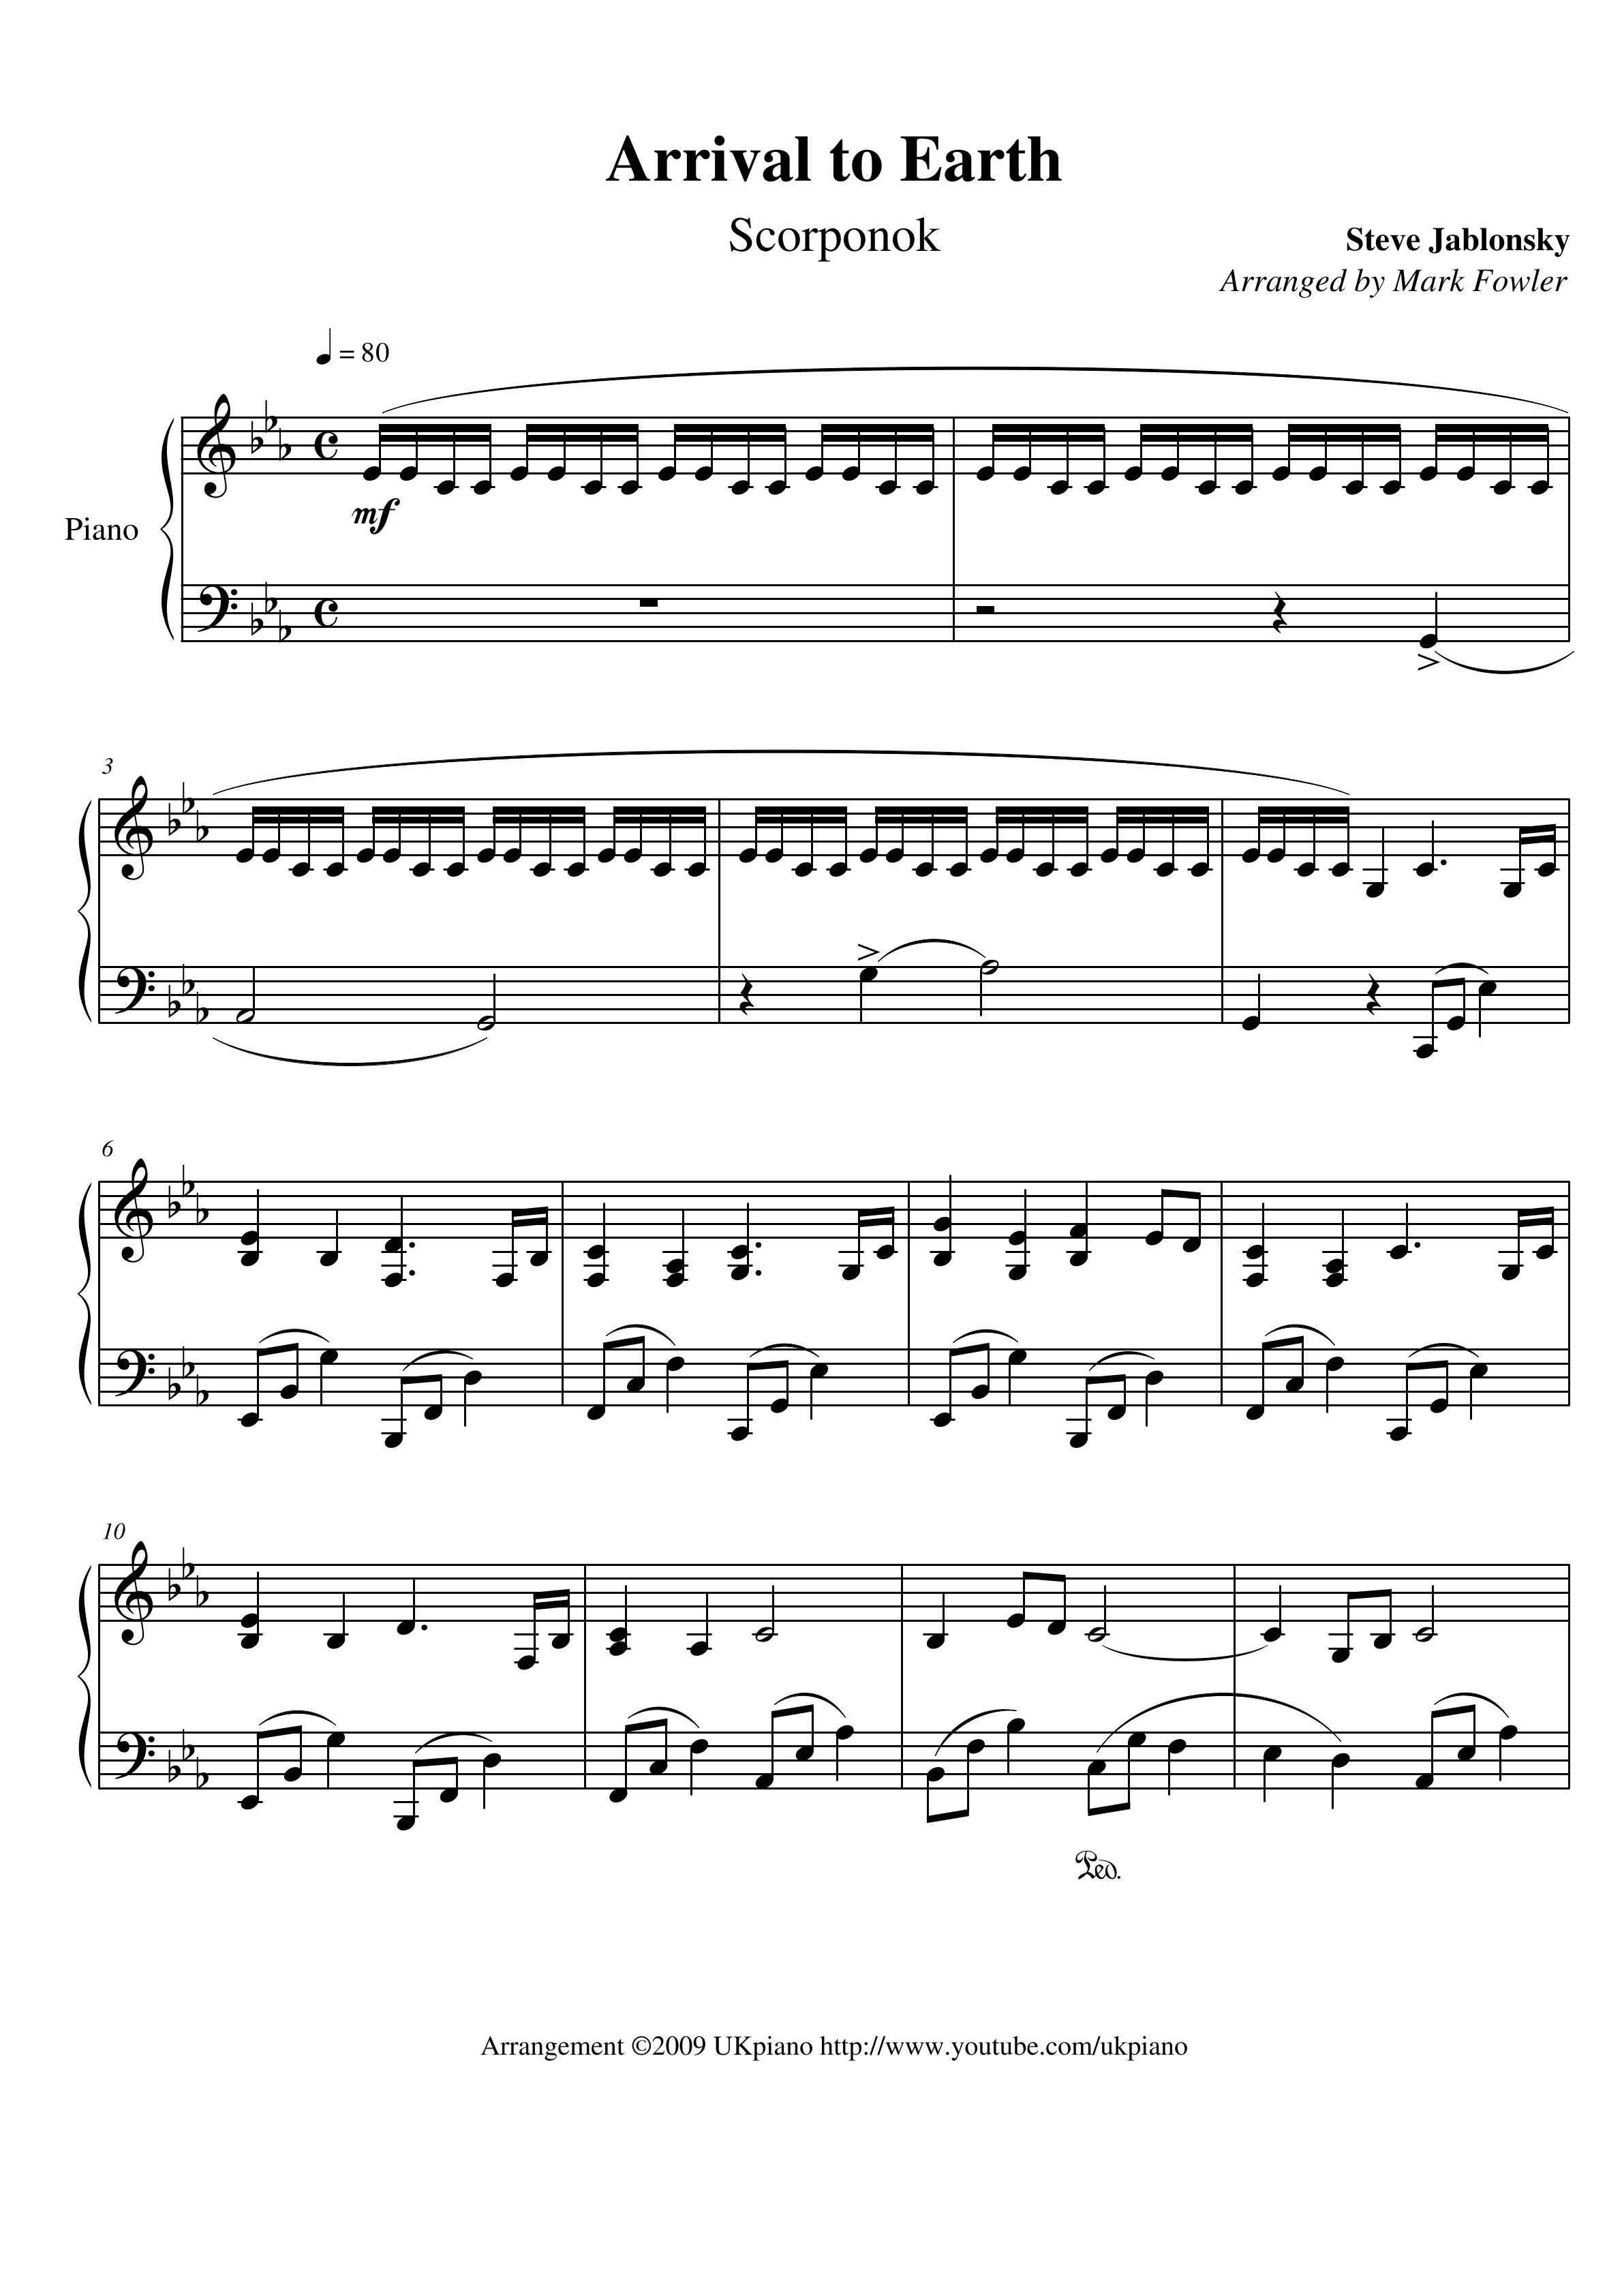 Arrival to Earth
Scorponok
Steve Jablonsky
Arranged by Mark Fowler
= 80
mf
Piano
3
6
10
Ped.
Arrangement ©2009 UKpiano http://www.youtube.com/ukpiano